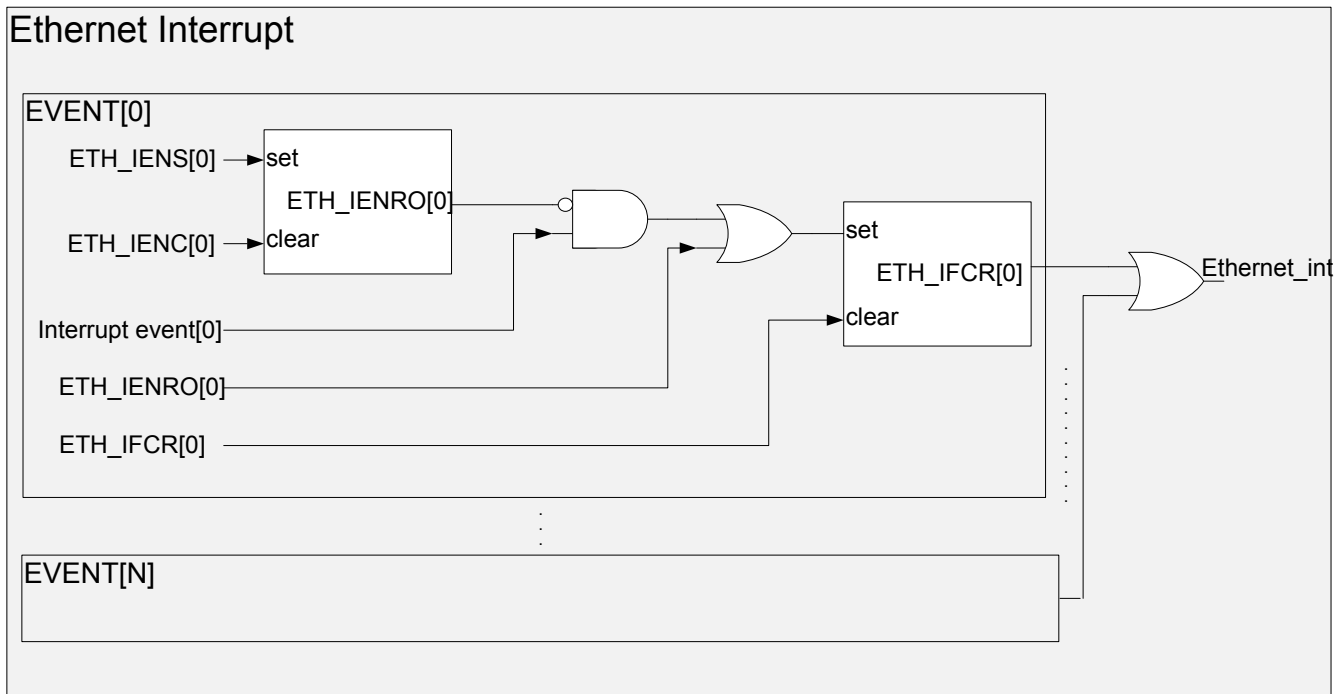 Ethernet Interrupt
EVENT[0]
ETH_IENS[0]
set
ETH_IENRO[0]
ETH_IENC[0]
clear
set
ETH_IFCR[0]
Ethernet_int
clear
Interrupt event[0]
ETH_IENRO[0]
ETH_IFCR[0]
EVENT[N]